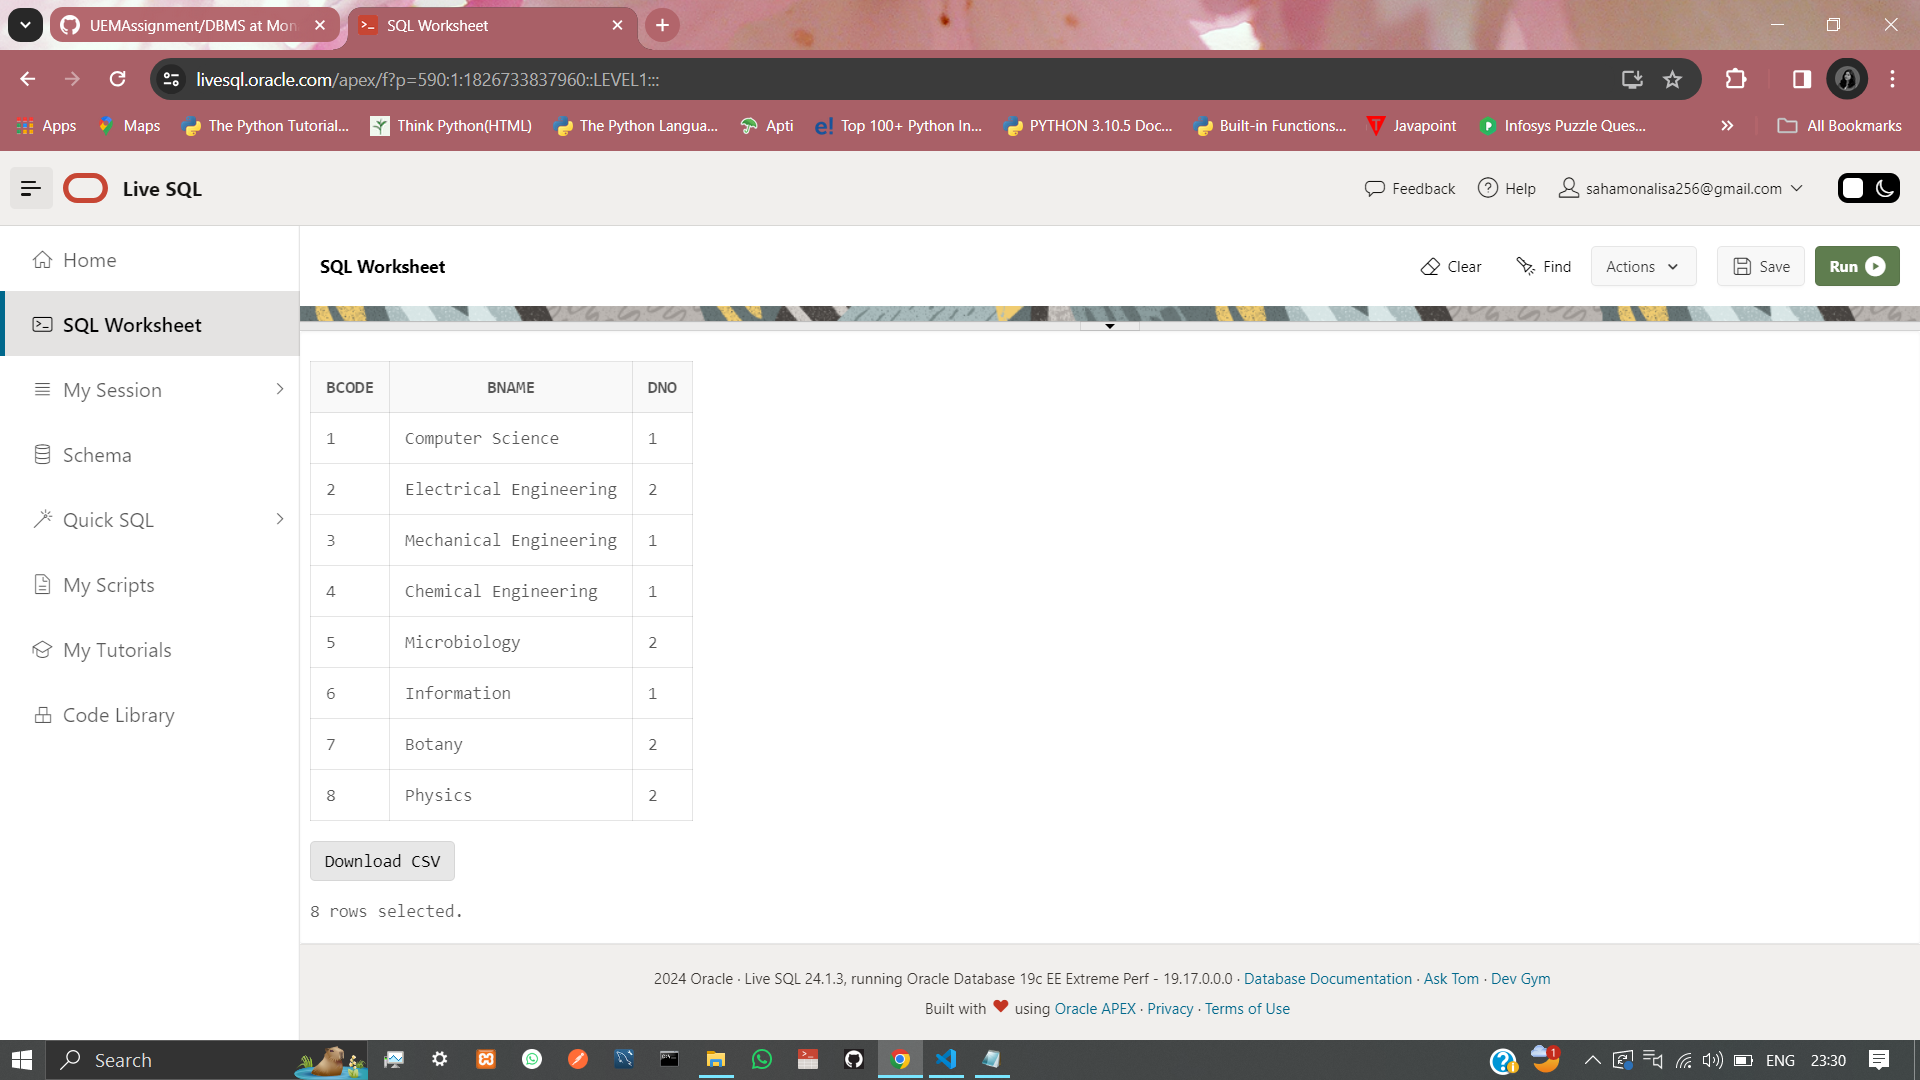 UEMAssignment/DBMS at Mon
SQL Worksheet
livesql.oracle.com/apex/f?p=590:1:1826733837960::LEVEL1:::
Apps
Maps
The Python Tutorial...
Think Python(HTML)
The Python Langua...
Apti
Top 100+ Python In...
PYTHON 3.10.5 Doc...
Built-in Functions...
Javapoint
Infosys Puzzle Ques...
All Bookmarks
Live SQL
Feedback
Help
sahamonalisa256@gmail.com
Home
SQL Worksheet
My Session
Schema
Quick SQL
My Scripts
My Tutorials
Code Library
SQL Worksheet
Clear
Find
Actions
Save
Run
BCODE BNAME DNO
1 Computer Science 1
2 Electrical Engineering 2
3 Mechanical Engineering 1
4 Chemical Engineering 1
5 Microbiology 2
6 Information 1
7 Botany 2
8 Physics 2
Download CSV
8 rows selected.
2024 Oracle · Live SQL 24.1.3, running Oracle Database 19c EE Extreme Perf - 19.17.0.0.0 · Database Documentation · Ask Tom · Dev Gym
Built with ❤ using Oracle APEX · Privacy · Terms of Use
Search
1
ENG
23:30